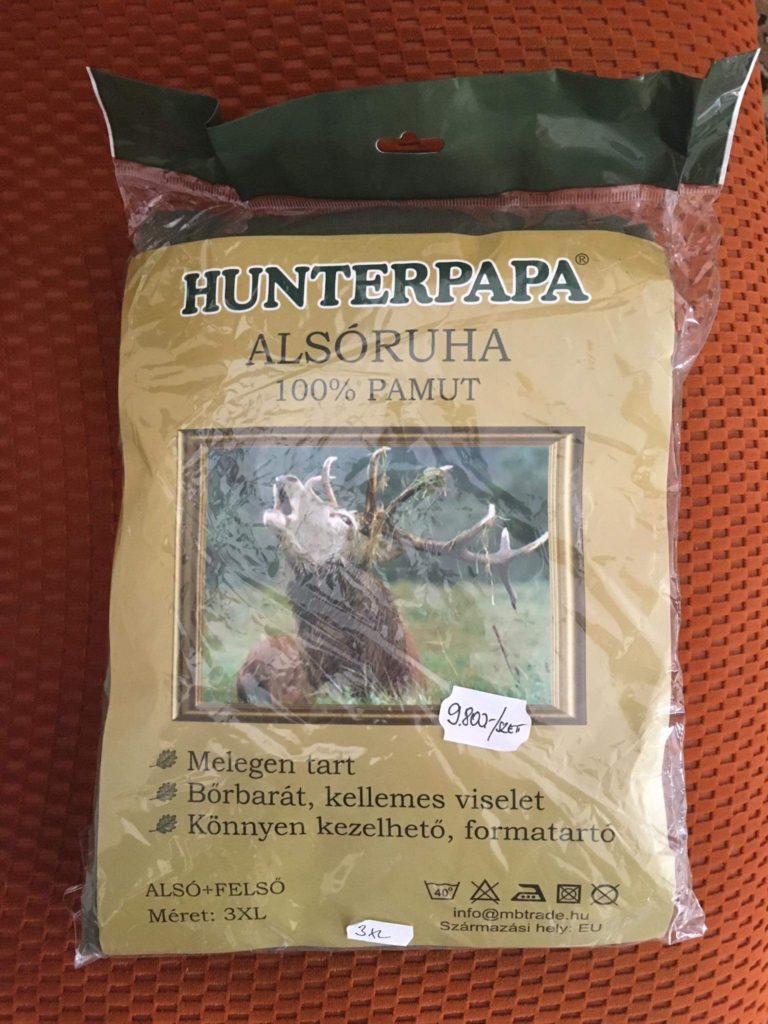 HUNTERPAPA®
ALSÓRUHA
100% PAMUT
9.800-/SZET
Melegen tart
Bőrbarát, kellemes viselet
Könnyen kezelhető, formatartó
ALSÓ+FELSŐ
Méret: 3XL
3XL
40°
info@mbtrade.hu
Származási hely: EU